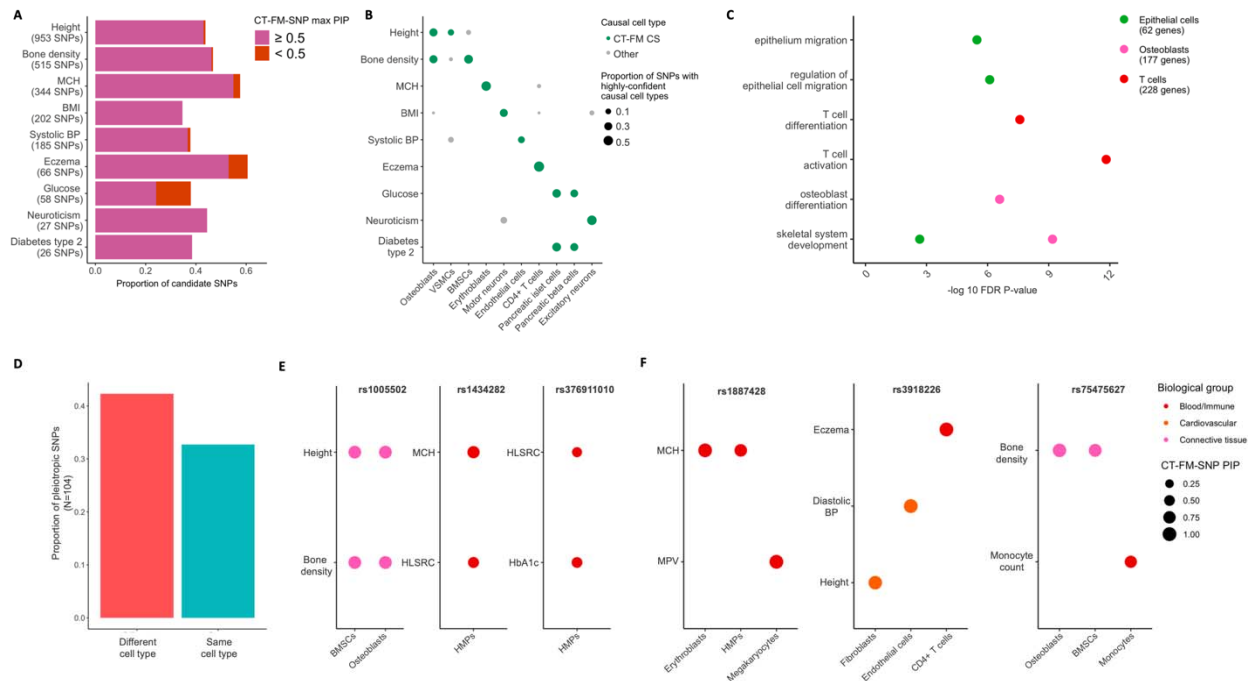 A
CT-FM-SNP max PIP
≥ 0.5
< 0.5
Height
(953 SNPs)
Bone density
(515 SNPs)
MCH
(344 SNPs)
BMI
(202 SNPs)
Systolic BP
(185 SNPs)
Eczema
(66 SNPs)
Glucose
(58 SNPs)
Neuroticism
(27 SNPs)
Diabetes type 2
(26 SNPs)
0.0
0.2
0.4
0.6
Proportion of candidate SNPs
B
Height
Bone density
MCH
BMI
Systolic BP
Eczema
Glucose
Neuroticism
Diabetes
type 2
Osteoblasts
VSMCs
BMSCs
Erythroblasts
Motor neurons
Endothelial cells
CD4+ T cells
Pancreatic islet cells
Pancreatic beta cells
Excitatory neurons
Causal cell type
CT-FM CS
Other
Proportion of SNPs with
highly-confident
causal cell types
0.1
0.3
0.5
C
epithelium migration
regulation of
epithelial cell migration
T cell
differentiation
T cell
activation
osteoblast
differentiation
skeletal system
development
0
3
6
9
12
-log 10 FDR P-value
Epithelial cells
(62 genes)
Osteoblasts
(177 genes)
T cells
(228 genes)
D
Proportion of pleiotropic SNPs
(N=104)
0.4
0.3
0.2
0.1
0.0
Different
cell type
Same
cell type
E
rs1005502
Height
Bone
density
BMSCs
Osteoblasts
rs1434282
MCH
HLSRC
HMPs
rs376911010
HLSRC
HbA1c
HMPs
F
rs1887428
MCH
MPV
Erythroblasts
HMPs
Megakaryocytes
rs3918226
Eczema
Diastolic
BP
Height
Fibroblasts
Endothelial cells
CD4+ T cells
rs75475627
Bone
density
Monocyte
count
Osteoblasts
BMSCs
Monocytes
Biological group
Blood/Immune
Cardiovascular
Connective tissue
CT-FM-SNP PIP
0.25
0.50
0.75
1.00